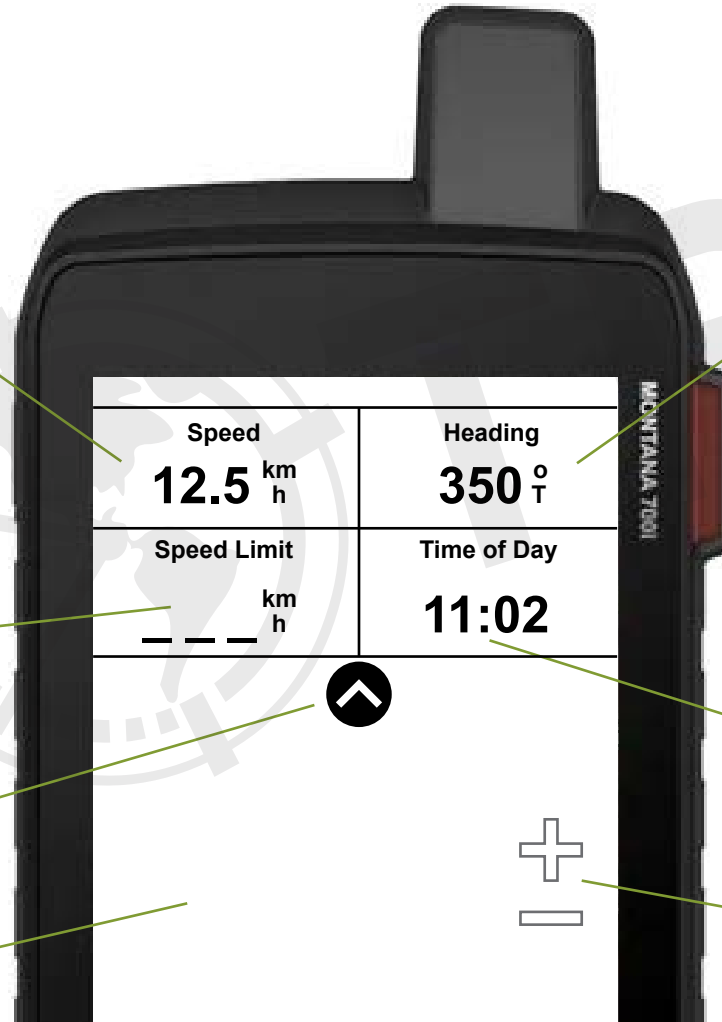 Speed
12.5 km
h
Heading
350 o
T
Speed Limit
_ _ _ km
h
Time of Day
11:02
MONTANA 700i